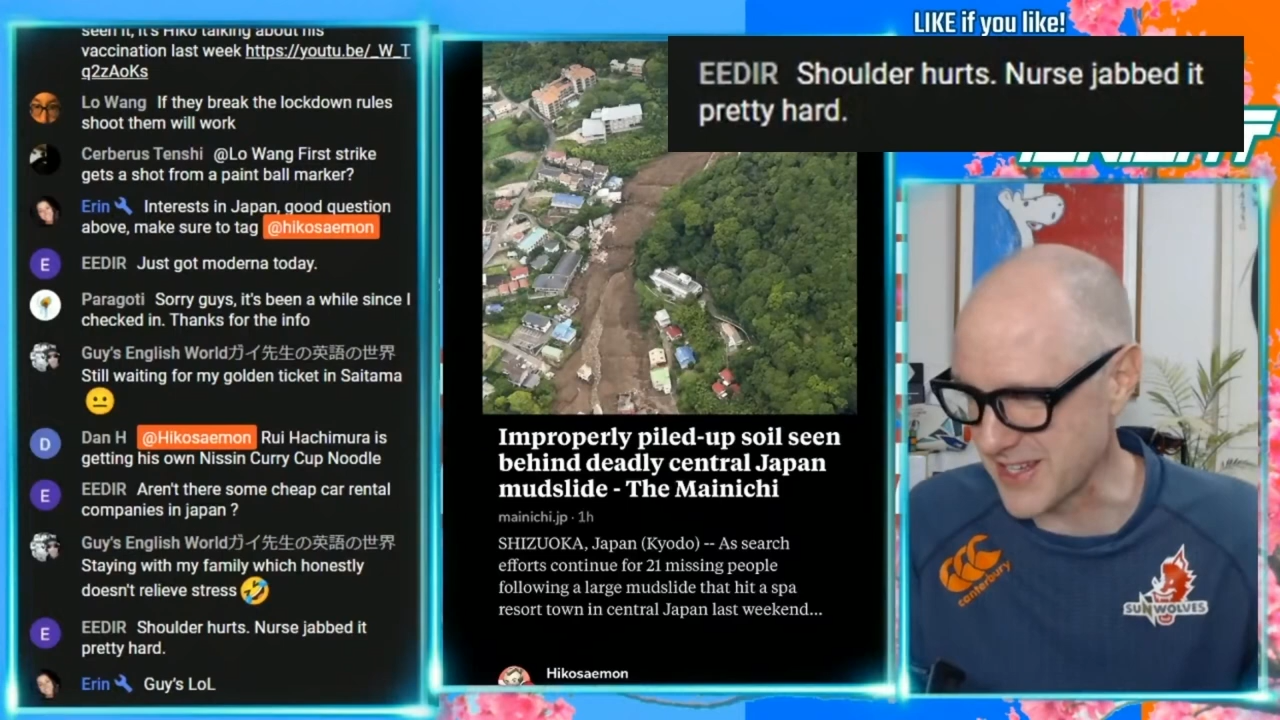 seen it, it's Hiko talking about his
vaccination last week https://youtu.be/_W_T
q2zAoKs
Lo Wang If they break the lockdown rules
shoot them will work
Cerberus Tenshi @Lo Wang First strike
gets a shot from a paint ball marker?
Erin Interests in Japan, good question
above, make sure to tag @hikosaemon
E EEDIR Just got moderna today.
Paragoti Sorry guys, it's been a while since I
checked in. Thanks for the info
Guy's English Worldガイ先生の英語の世界
Still waiting for my golden ticket in Saitama
D Dan H @Hikosaemon Rui Hachimura is
getting his own Nissin Curry Cup Noodle
E EEDIR Aren't there some cheap car rental
companies in japan ?
Guy's English Worldガイ先生の英語の世界
Staying with my family which honestly
doesn't relieve stress
E EEDIR Shoulder hurts. Nurse jabbed it
pretty hard.
Erin Guy's LoL
Improperly piled-up soil seen
behind deadly central Japan
mudslide - The Mainichi
mainichi.jp · 1h
SHIZUOKA, Japan (Kyodo) -- As search
efforts continue for 21 missing people
following a large mudslide that hit a spa
resort town in central Japan last weekend...
Hikosaemon
LIKE if you like!
EEDIR Shoulder hurts. Nurse jabbed it
pretty hard.
canterbury
SUNWOLVES